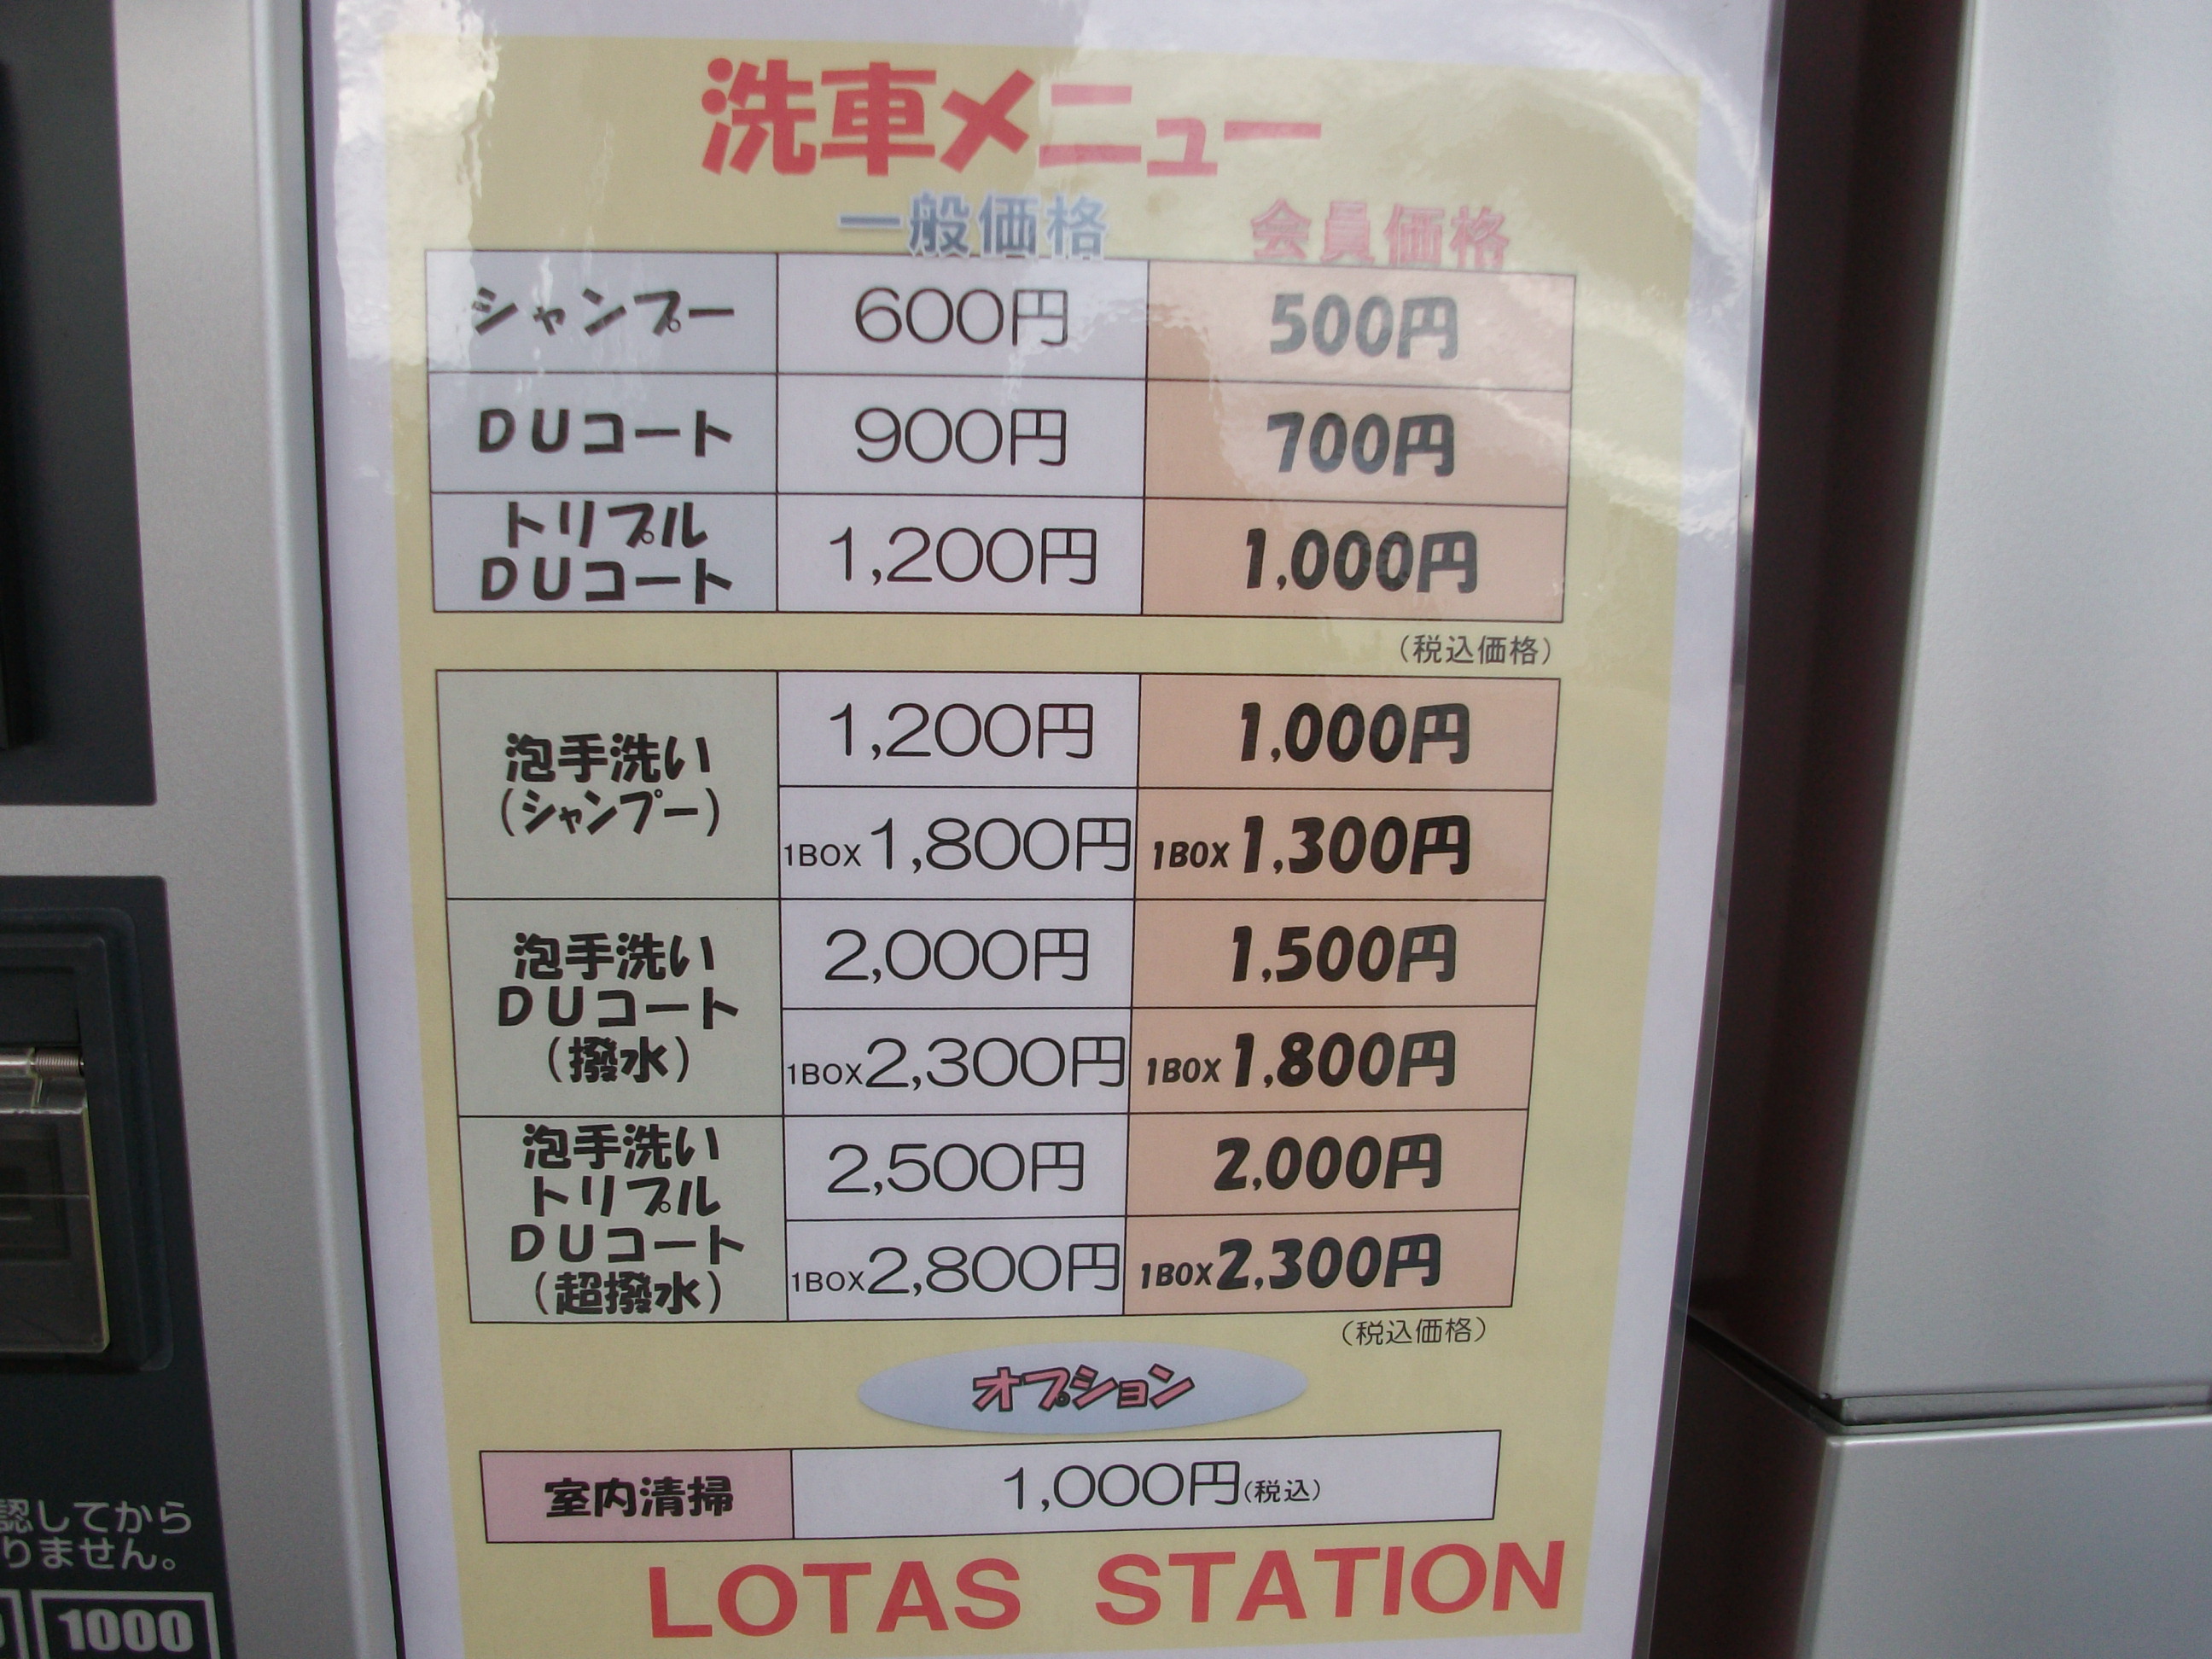 洗車メニュー
一般価格 会員価格
シャンプー 600円 500円
DUコート 900円 700円
トリプル
DUコート 1,200円 1,000円
(税込価格)
泡手洗い
(シャンプー)
1,200円 1,000円
1BOX 1,800円 1BOX 1,300円
泡手洗い
DUコート
(撥水)
2,000円 1,500円
1BOX 2,300円 1BOX 1,800円
泡手洗い
トリプル
DUコート
(超撥水)
2,500円 2,000円
1BOX 2,800円 1BOX 2,300円
(税込価格)
オプション
室内清掃 1,000円(税込)
LOTAS STATION
認してから
りません。
1000